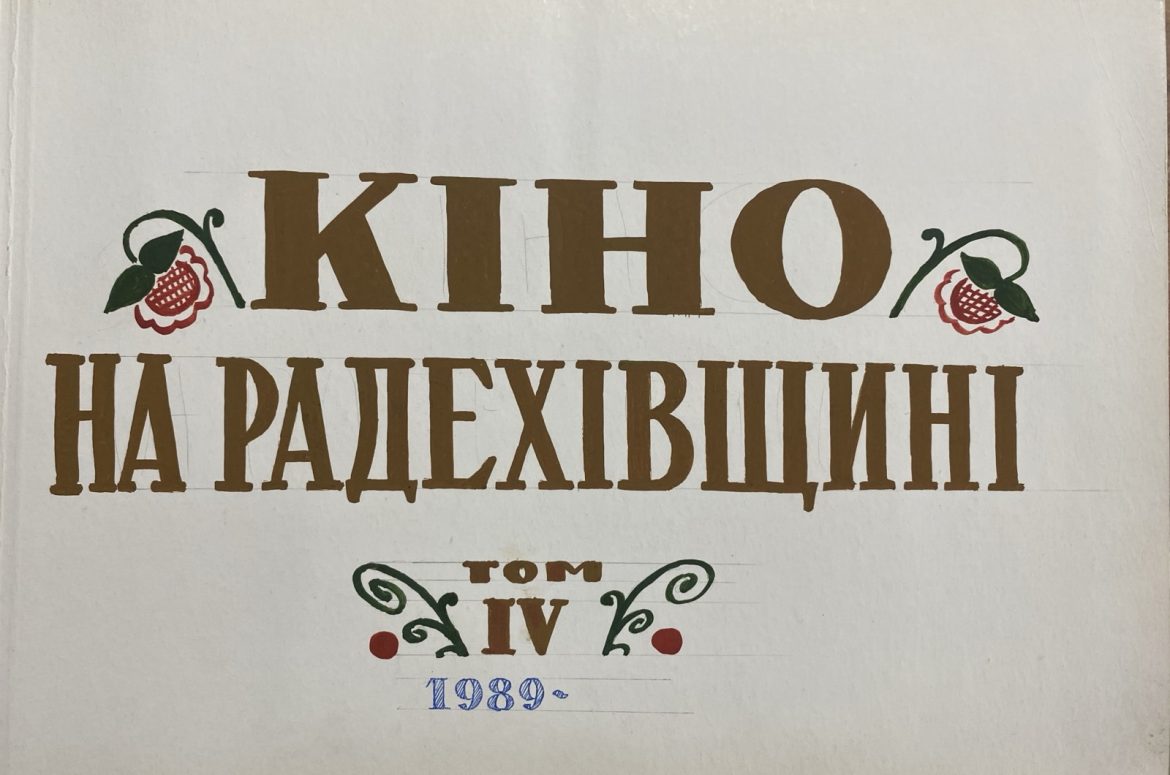 КІНО
НА РАДЕХІВЩИНІ
ТОМ
IV
1989-